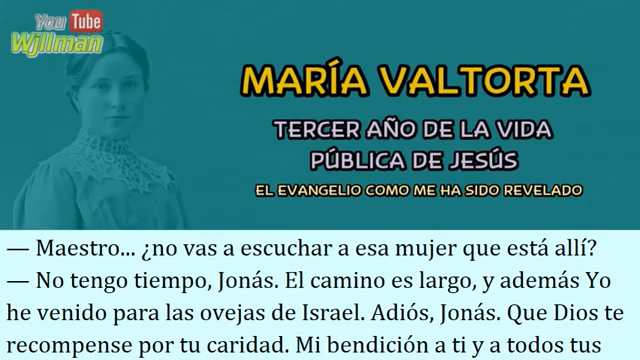 You Tube
Wjllman
MARÍA VALTORTA
TERCER AÑO DE LA VIDA
PÚBLICA DE JESÚS
EL EVANGELIO COMO ME HA SIDO REVELADO
— Maestro... ¿no vas a escuchar a esa mujer que está allí?
— No tengo tiempo, Jonás. El camino es largo, y además Yo
he venido para las ovejas de Israel. Adiós, Jonás. Que Dios te
recompense por tu caridad. Mi bendición a ti y a todos tus